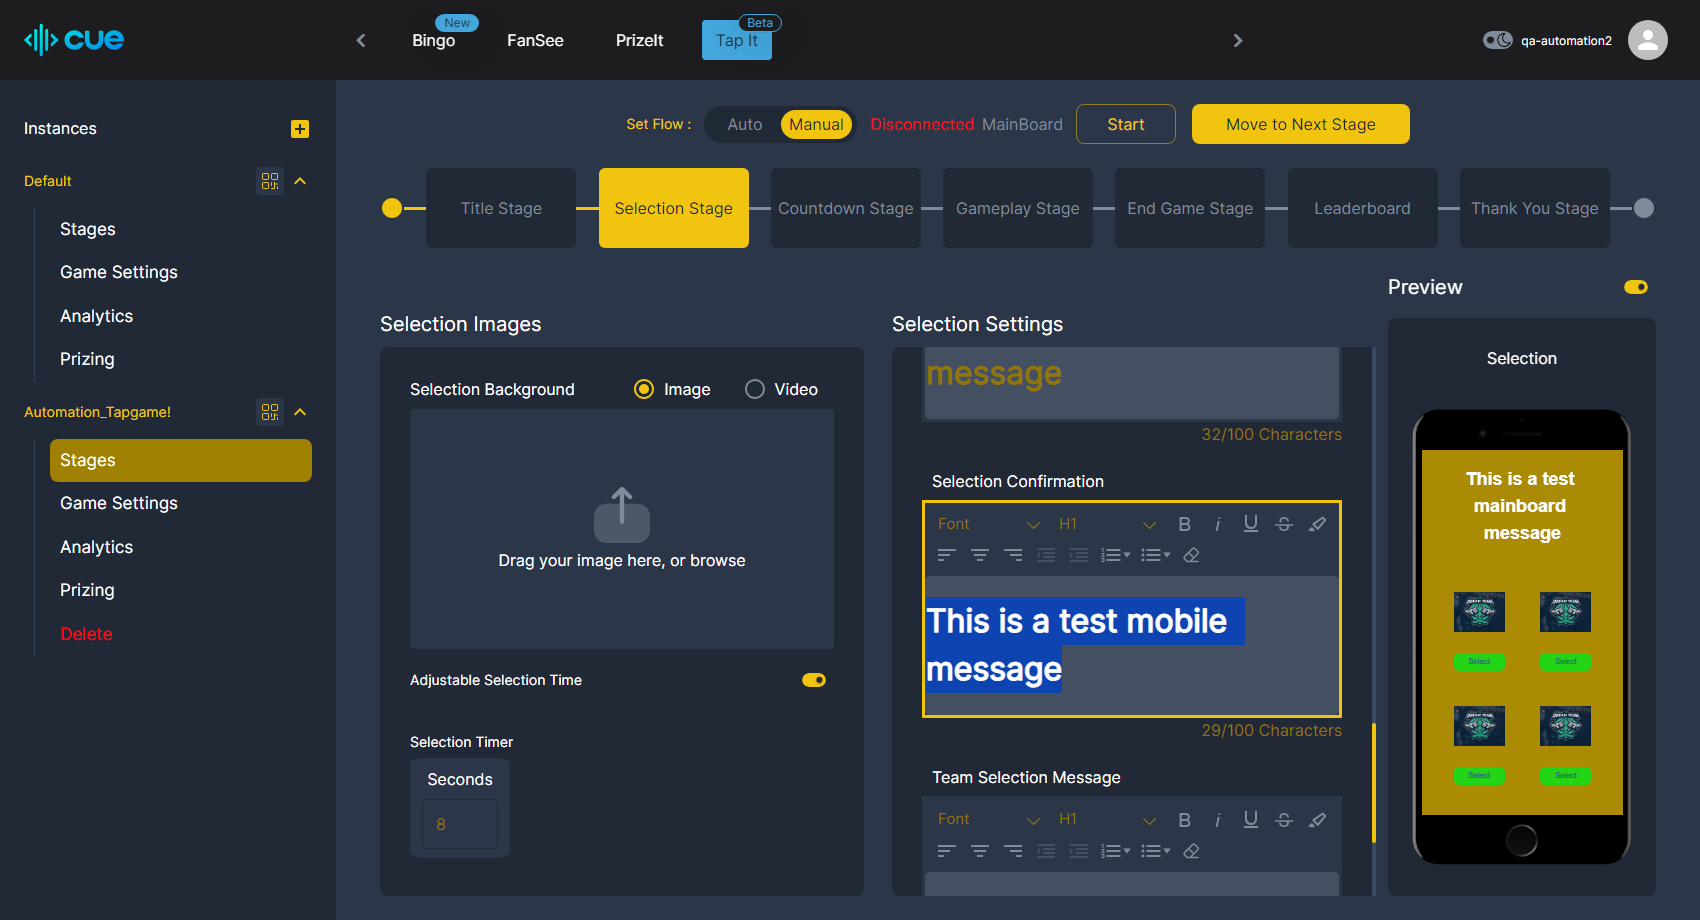 cue
New
Bingo
FanSee
PrizeIt
Beta
Tap It
qa-automation2
Instances
Default
Stages
Game Settings
Analytics
Prizing
Automation_Tapgame!
Stages
Game Settings
Analytics
Prizing
Delete
Set Flow :
Auto
Manual
Disconnected MainBoard
Start
Move to Next Stage
Title Stage
Selection Stage
Countdown Stage
Gameplay Stage
End Game Stage
Leaderboard
Thank You Stage
Selection Images
Selection Background
Image
Video
Drag your image here, or browse
Adjustable Selection Time
Selection Timer
Seconds
8
Selection Settings
message
32/100 Characters
Selection Confirmation
Font
H1
This is a test mobile
message
29/100 Characters
Team Selection Message
Font
H1
Preview
Selection
This is a test
mainboard
message
Select
Select
Select
Select